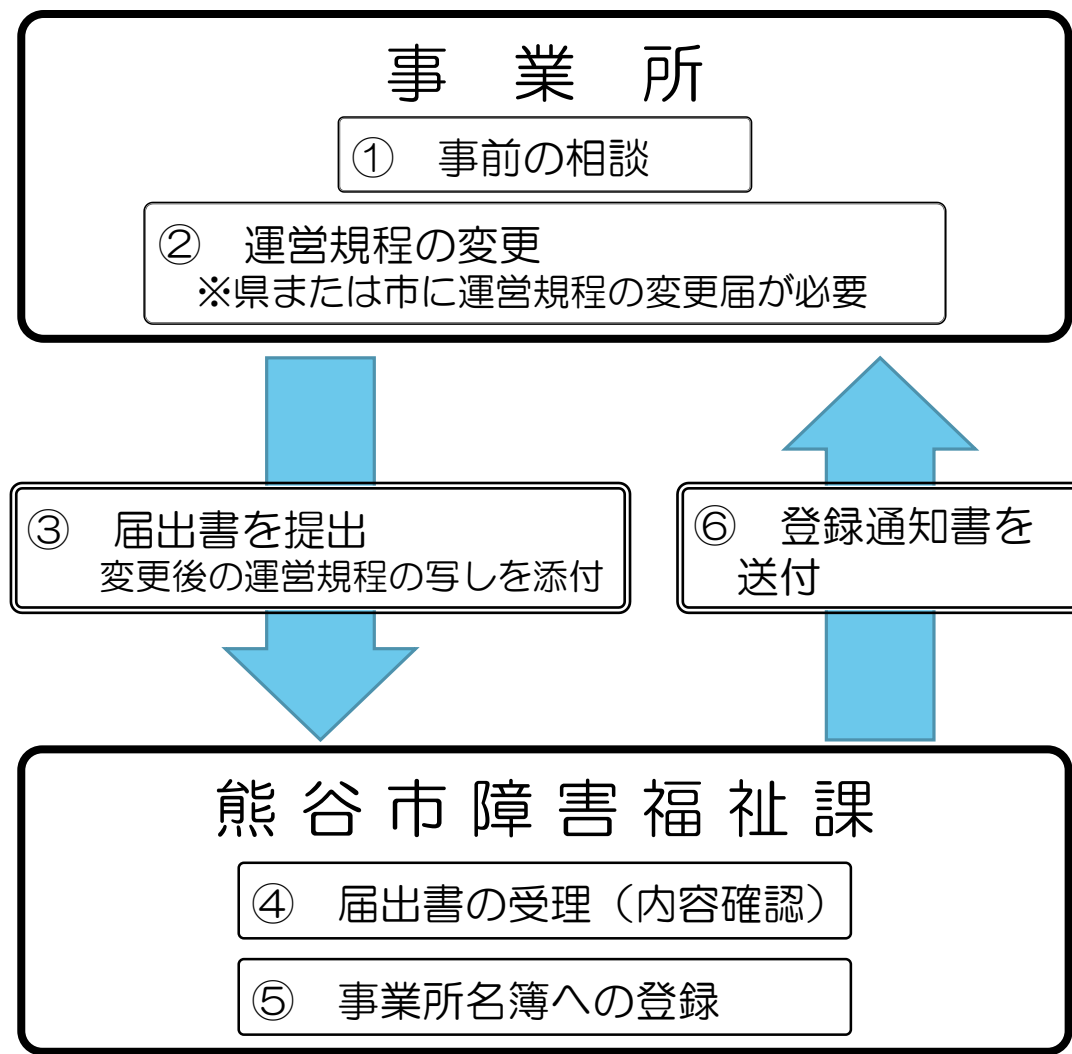 事業所
① 事前の相談
② 運営規程の変更
※県または市に運営規程の変更届が必要
③ 届出書を提出
変更後の運営規程の写しを添付
⑥ 登録通知書を
送付
熊谷市障害福祉課
④ 届出書の受理（内容確認）
⑤ 事業所名簿への登録